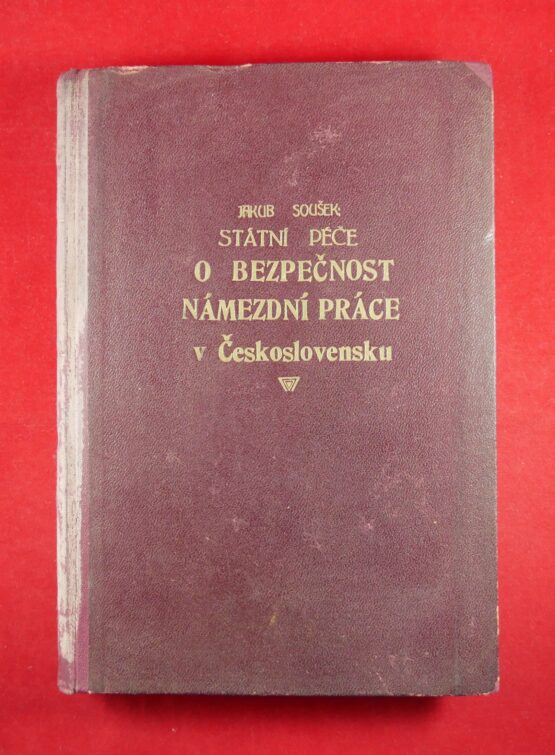 JAKUB SOUŠEK:
STÁTNÍ PÉČE
O BEZPEČNOST
NÁMEZDNÍ PRÁCE
v Československu